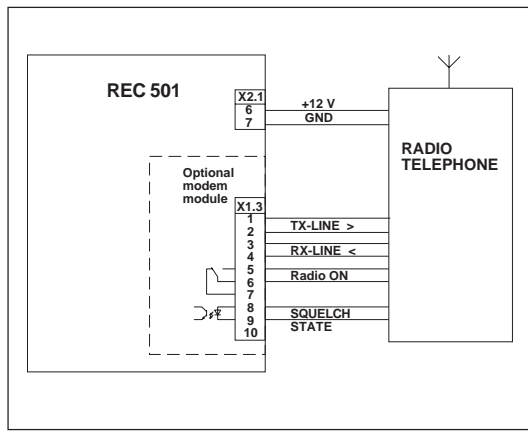 REC 501
X2.1
6
7
+12 V
GND
RADIO
TELEPHONE
Optional
modem
module
X1.3
1
2
3
4
5
6
7
8
9
10
TX-LINE >
RX-LINE <
Radio ON
SQUELCH
STATE